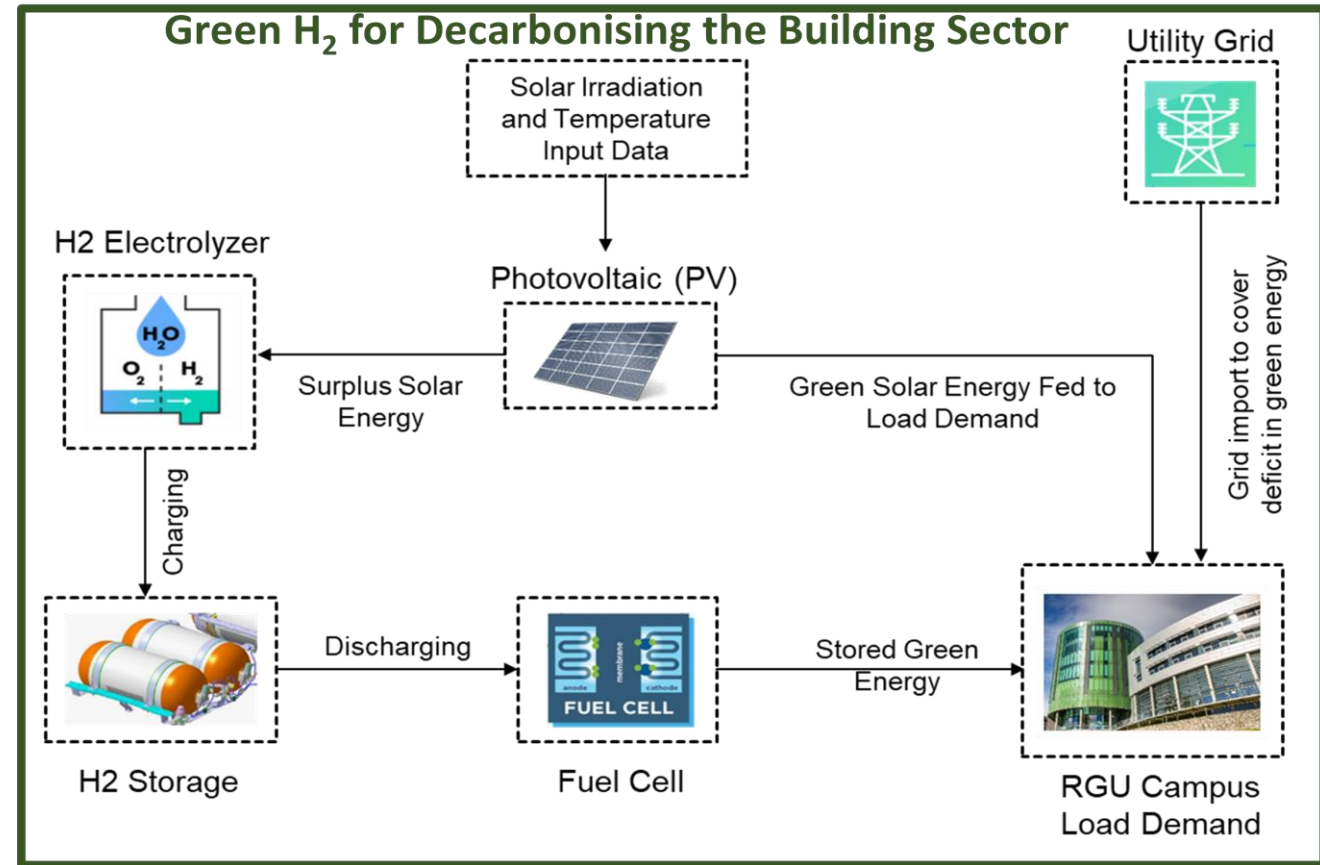 Green H₂ for Decarbonising the Building Sector
Utility Grid
Solar Irradiation
and Temperature
Input Data
H2 Electrolyzer
Photovoltaic (PV)
H₂O
O₂ H₂
Surplus Solar
Energy
Green Solar Energy Fed to
Load Demand
Grid import to cover
deficit in green energy
Charging
Discharging
anode
membrane
cathode
FUEL CELL
Stored Green
Energy
H2 Storage
Fuel Cell
RGU Campus
Load Demand